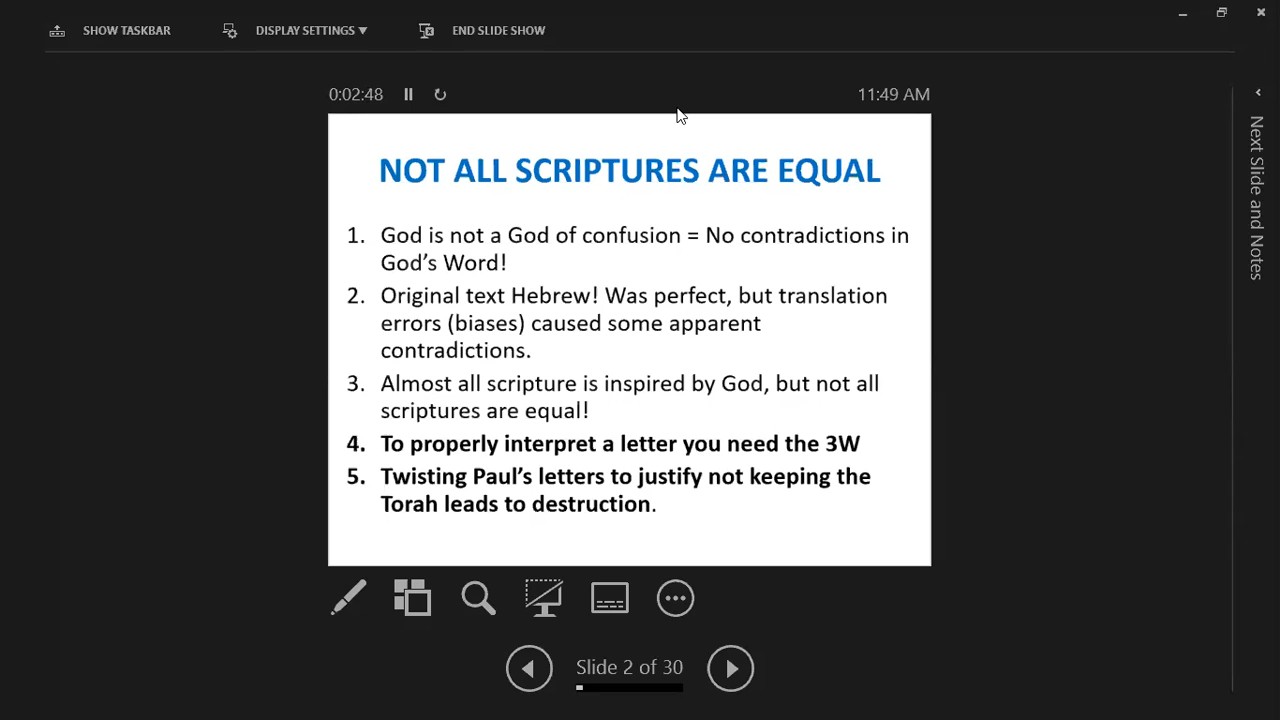 SHOW TASKBAR
DISPLAY SETTINGS ▼
END SLIDE SHOW
0:02:48
11:49 AM
NOT ALL SCRIPTURES ARE EQUAL
1. God is not a God of confusion = No contradictions in
God’s Word!
2. Original text Hebrew! Was perfect, but translation
errors (biases) caused some apparent
contradictions.
3. Almost all scripture is inspired by God, but not all
scriptures are equal!
4. To properly interpret a letter you need the 3W
5. Twisting Paul’s letters to justify not keeping the
Torah leads to destruction.
Slide 2 of 30
Next Slide and Notes